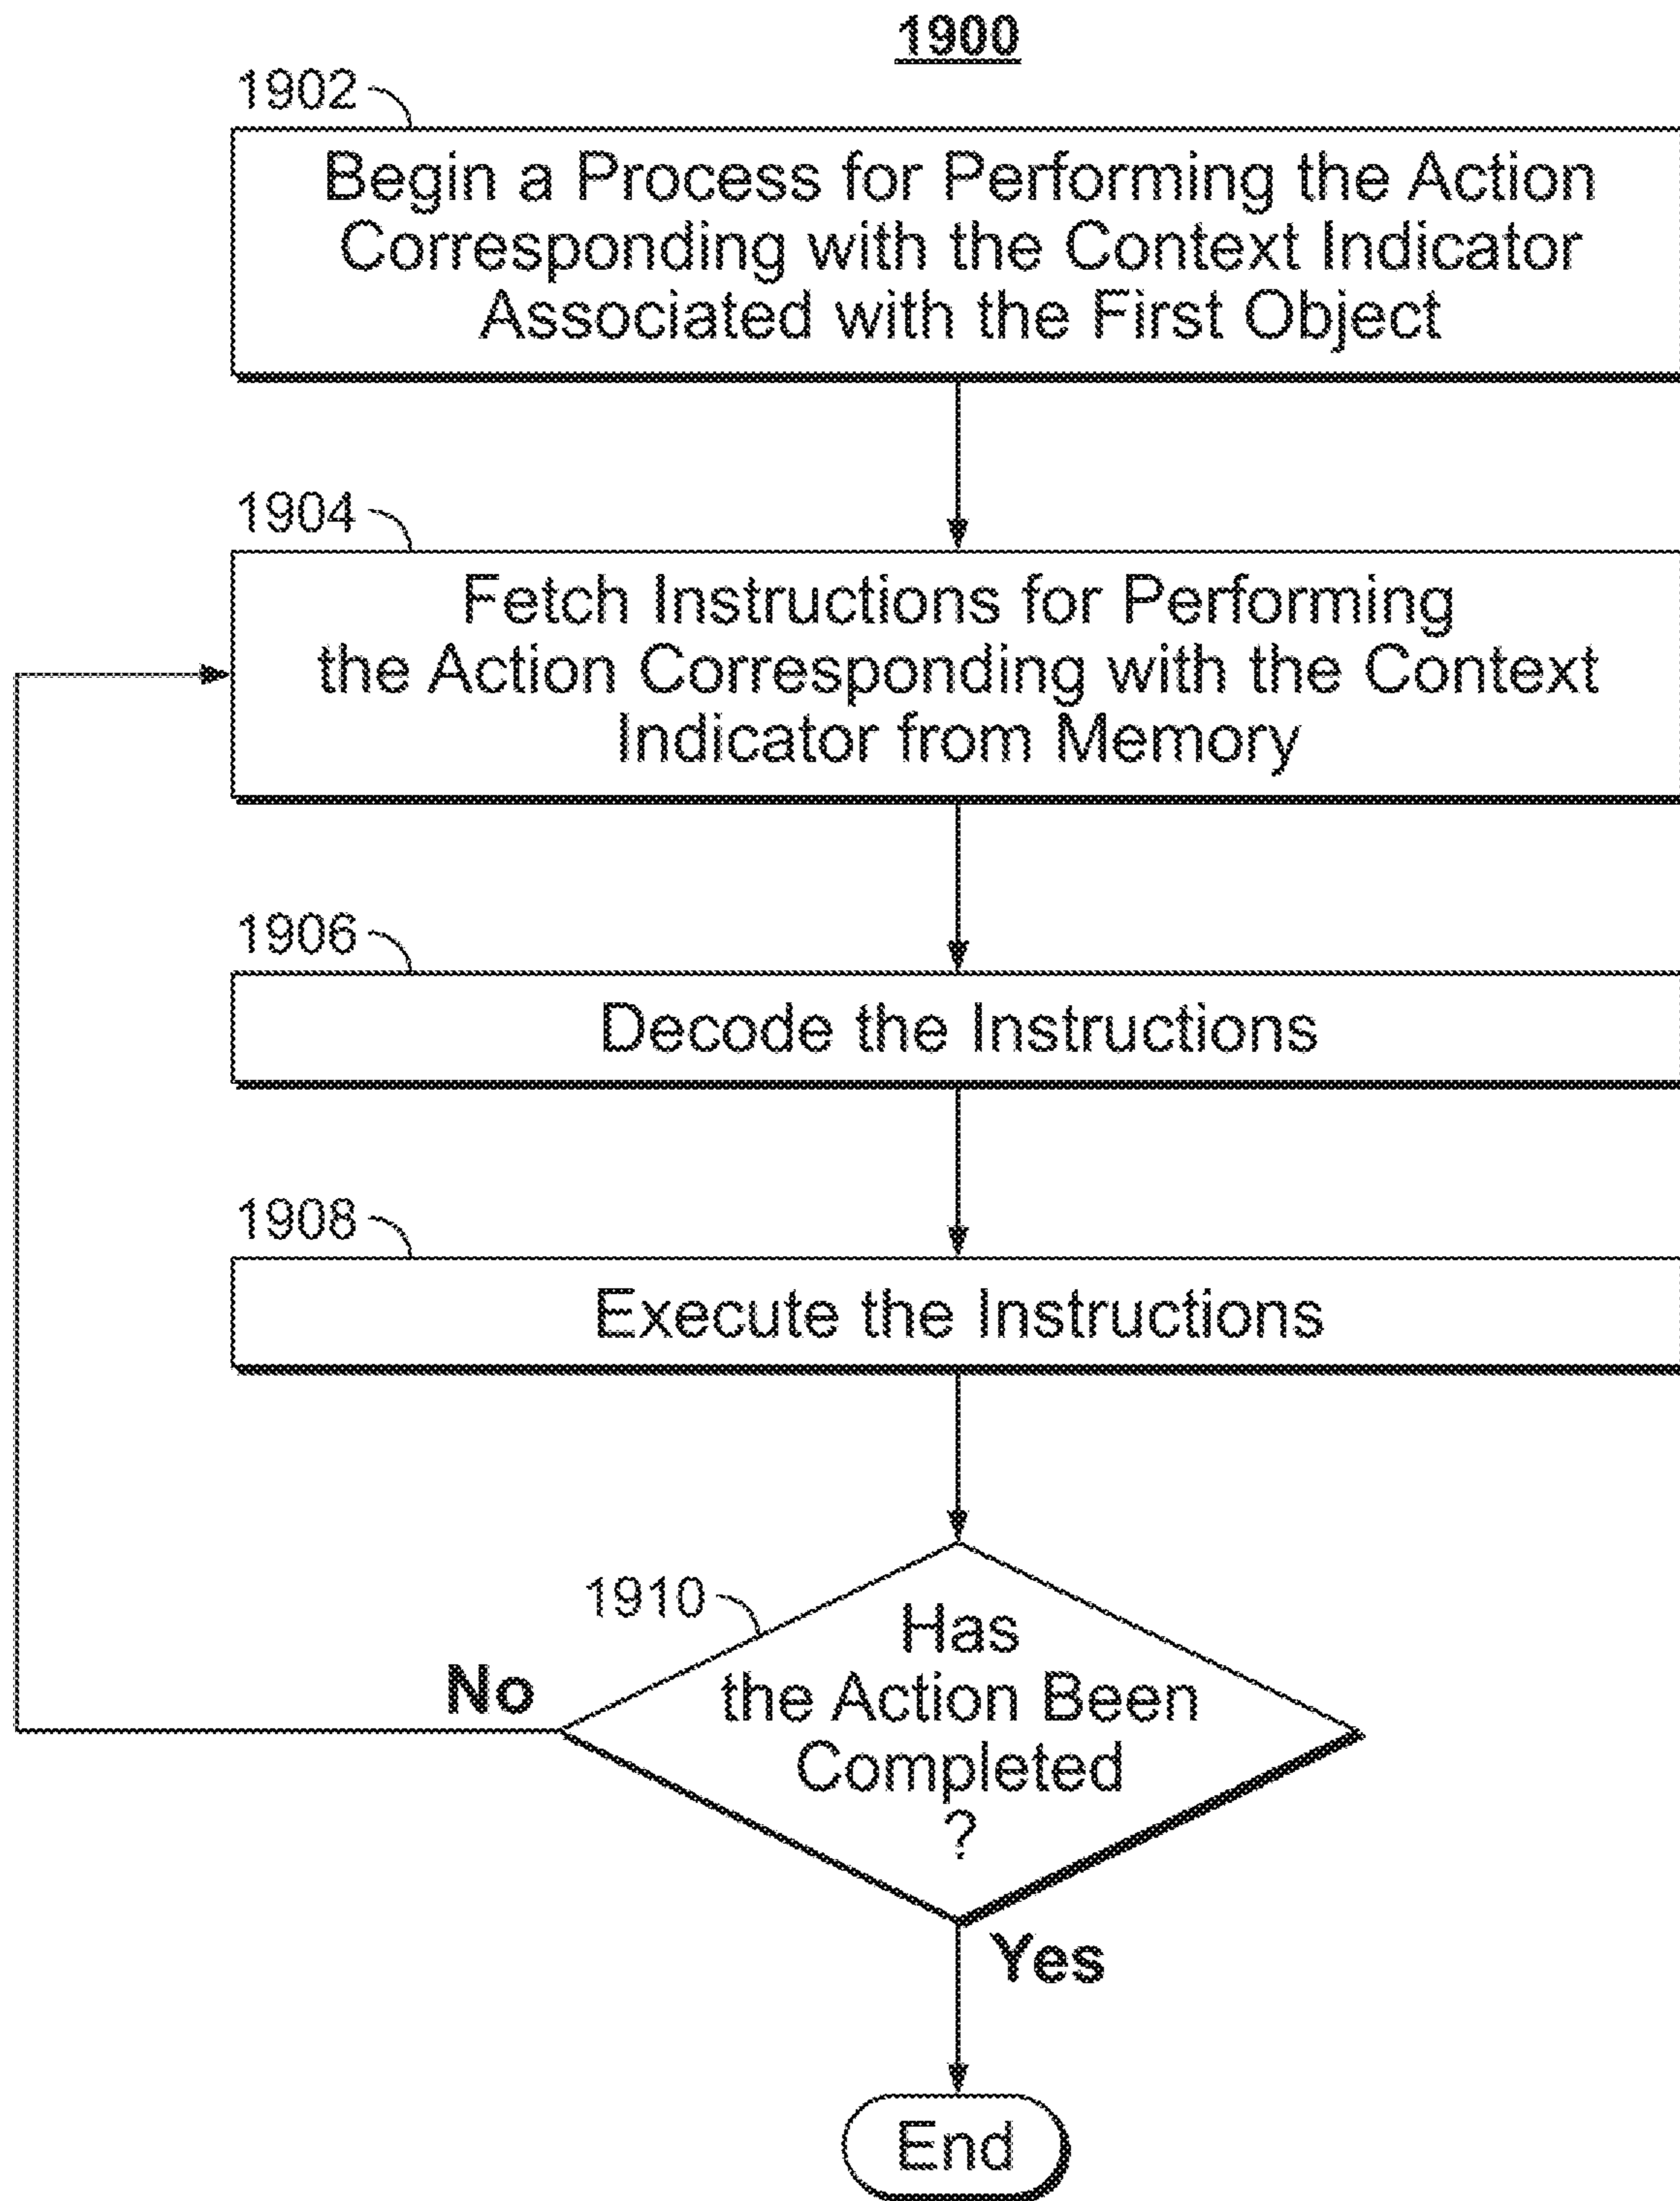 1900
1902
Begin a Process for Performing the Action
Corresponding with the Context Indicator
Associated with the First Object
1904
Fetch Instructions for Performing
the Action Corresponding with the Context
Indicator from Memory
1906
Decode the Instructions
1908
Execute the Instructions
1910
Has
the Action Been
Completed
?
No
Yes
End